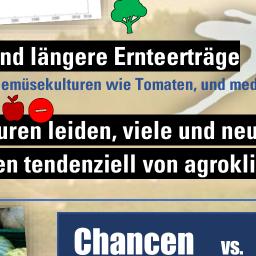 nd längere Ernteerträge
emüsekulturen wie Tomaten, und med
uren leiden, viele und neu
en tendenziell von agrokli
Chancen vs.